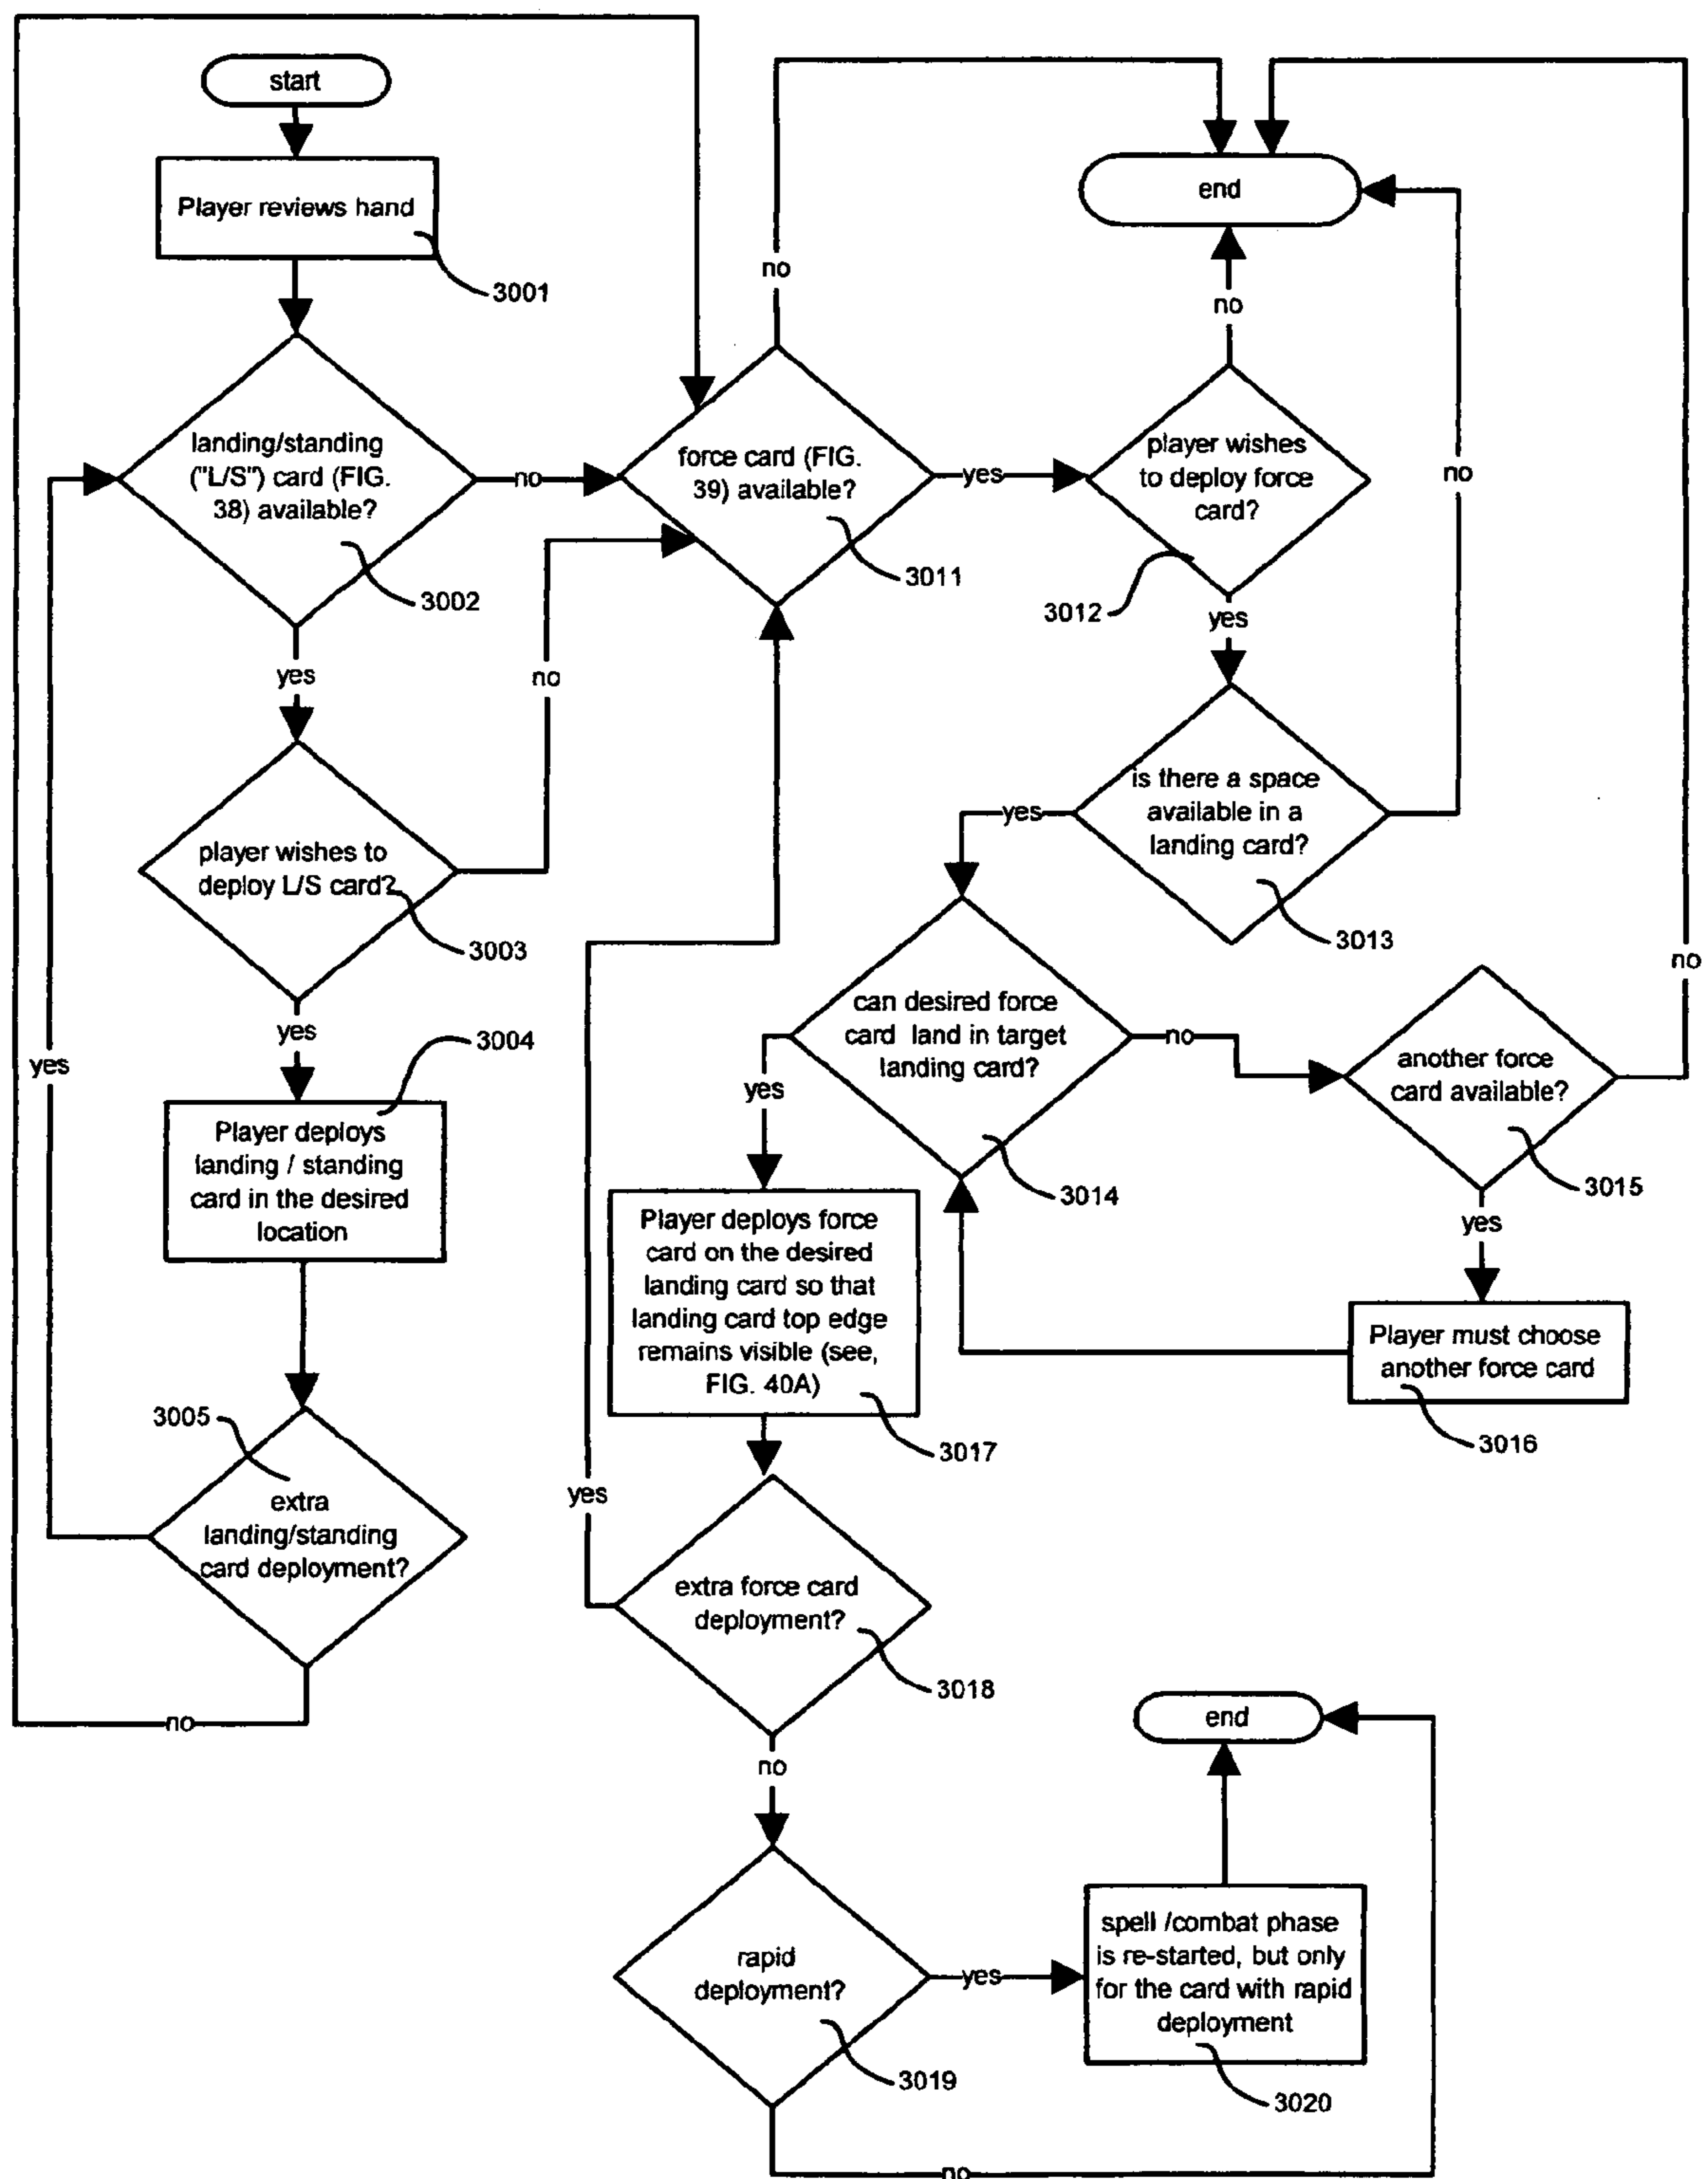 start
Player reviews hand
3001
landing/standing
("L/S") card (FIG.
38) available?
3002
no
yes
player wishes to
deploy L/S card?
3003
no
yes
3004
Player deploys
landing / standing
card in the desired
location
3005
extra
landing/standing
card deployment?
yes
no
force card (FIG.
39) available?
3011
no
yes
end
no
player wishes
to deploy force
card?
3012
yes
is there a space
available in a
landing card?
3013
no
yes
can desired force
card land in target
landing card?
3014
no
yes
another force
card available?
3015
no
yes
Player must choose
another force card
3016
Player deploys force
card on the desired
landing card so that
landing card top edge
remains visible (see,
FIG. 40A)
3017
extra force card
deployment?
3018
yes
no
rapid
deployment?
3019
yes
no
spell /combat phase
is re-started, but only
for the card with rapid
deployment
3020
end